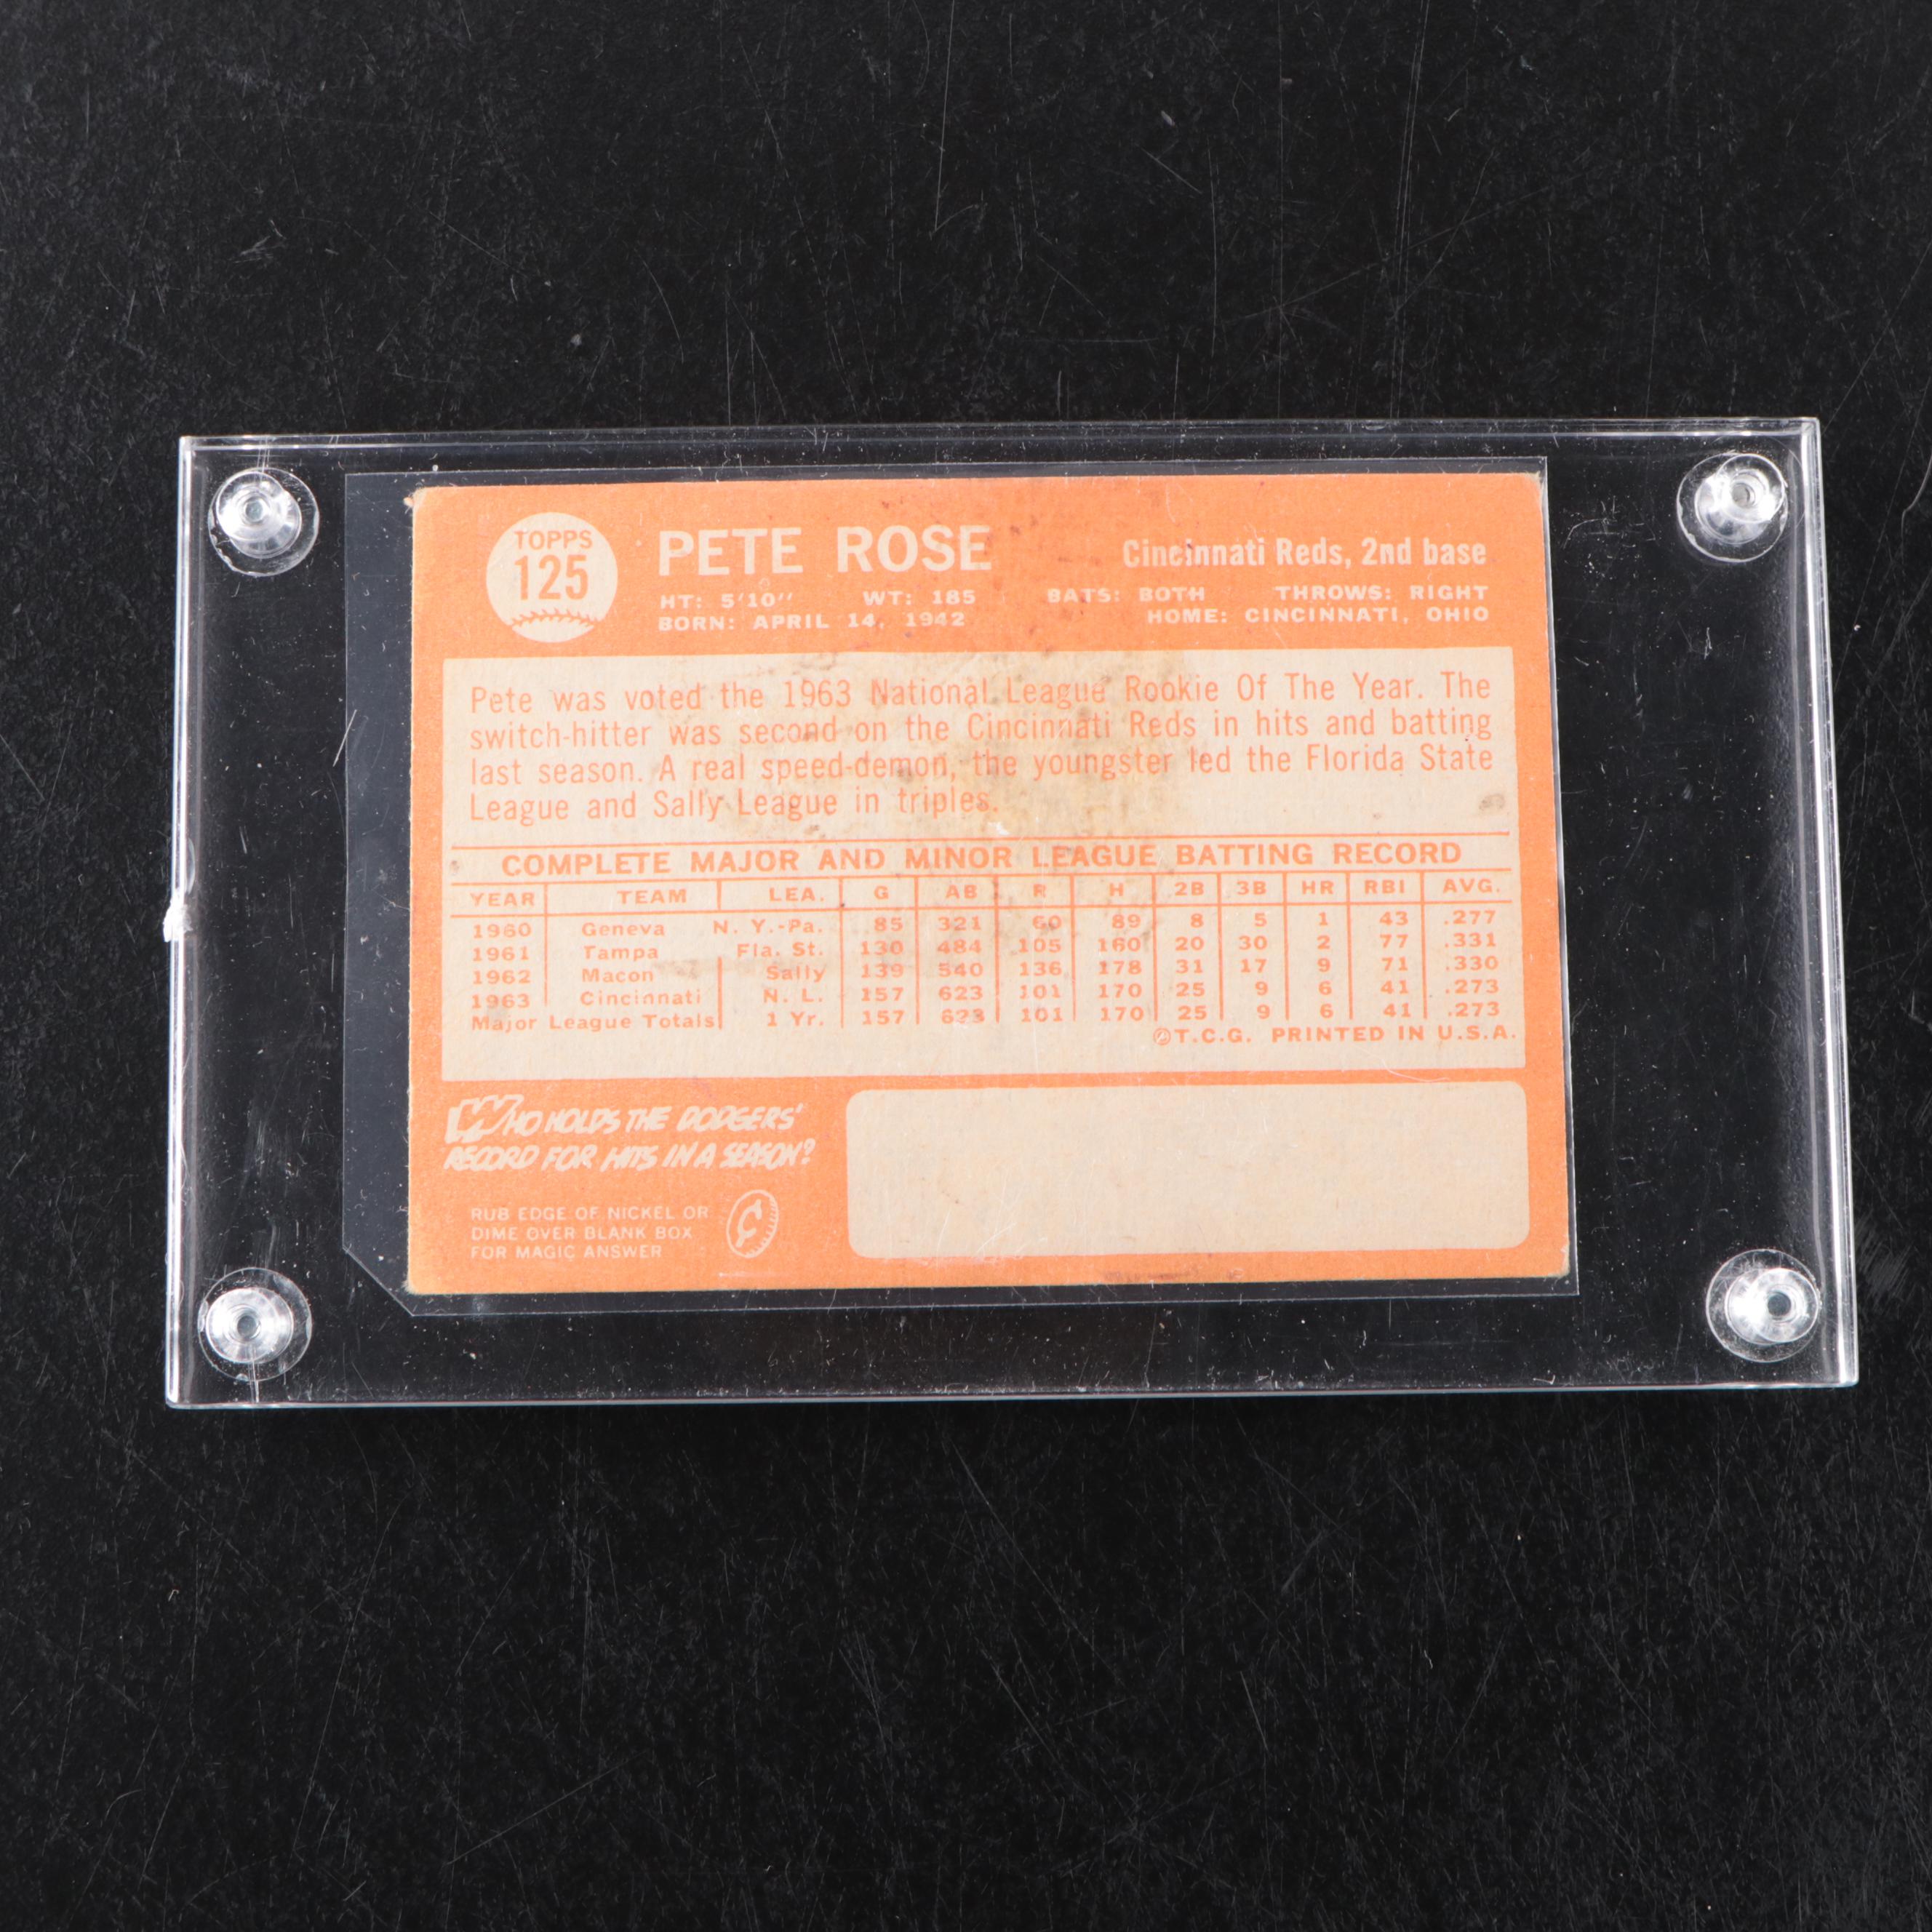 TOPPS
125
PETE ROSE
Cincinnati Reds, 2nd base
HT: 5'10" WT: 185 BATS: BOTH THROWS: RIGHT
BORN: APRIL 14, 1942 HOME: CINCINNATI, OHIO
Pete was voted the 1963 National League Rookie Of The Year. The
switch-hitter was second on the Cincinnati Reds in hits and batting
last season. A real speed-demon, the youngster led the Florida State
League and Sally League in triples.
COMPLETE MAJOR AND MINOR LEAGUE BATTING RECORD
YEAR TEAM LEA. G AB R H 2B 3B HR RBI AVG.
1960 Geneva N. Y.-Pa. 85 321 60 89 8 5 1 43 .277
1961 Tampa Fla. St. 130 484 105 160 20 30 2 77 .331
1962 Macon Sally 139 540 136 178 31 17 9 71 .330
1963 Cincinnati N. L. 157 623 101 170 25 9 6 41 .273
Major League Totals 1 Yr. 157 623 101 170 25 9 6 41 .273
©T.C.G. PRINTED IN U.S.A.
WHO HOLDS THE DODGERS'
RECORD FOR HITS IN A SEASON?
RUB EDGE OF NICKEL OR
DIME OVER BLANK BOX
FOR MAGIC ANSWER
¢